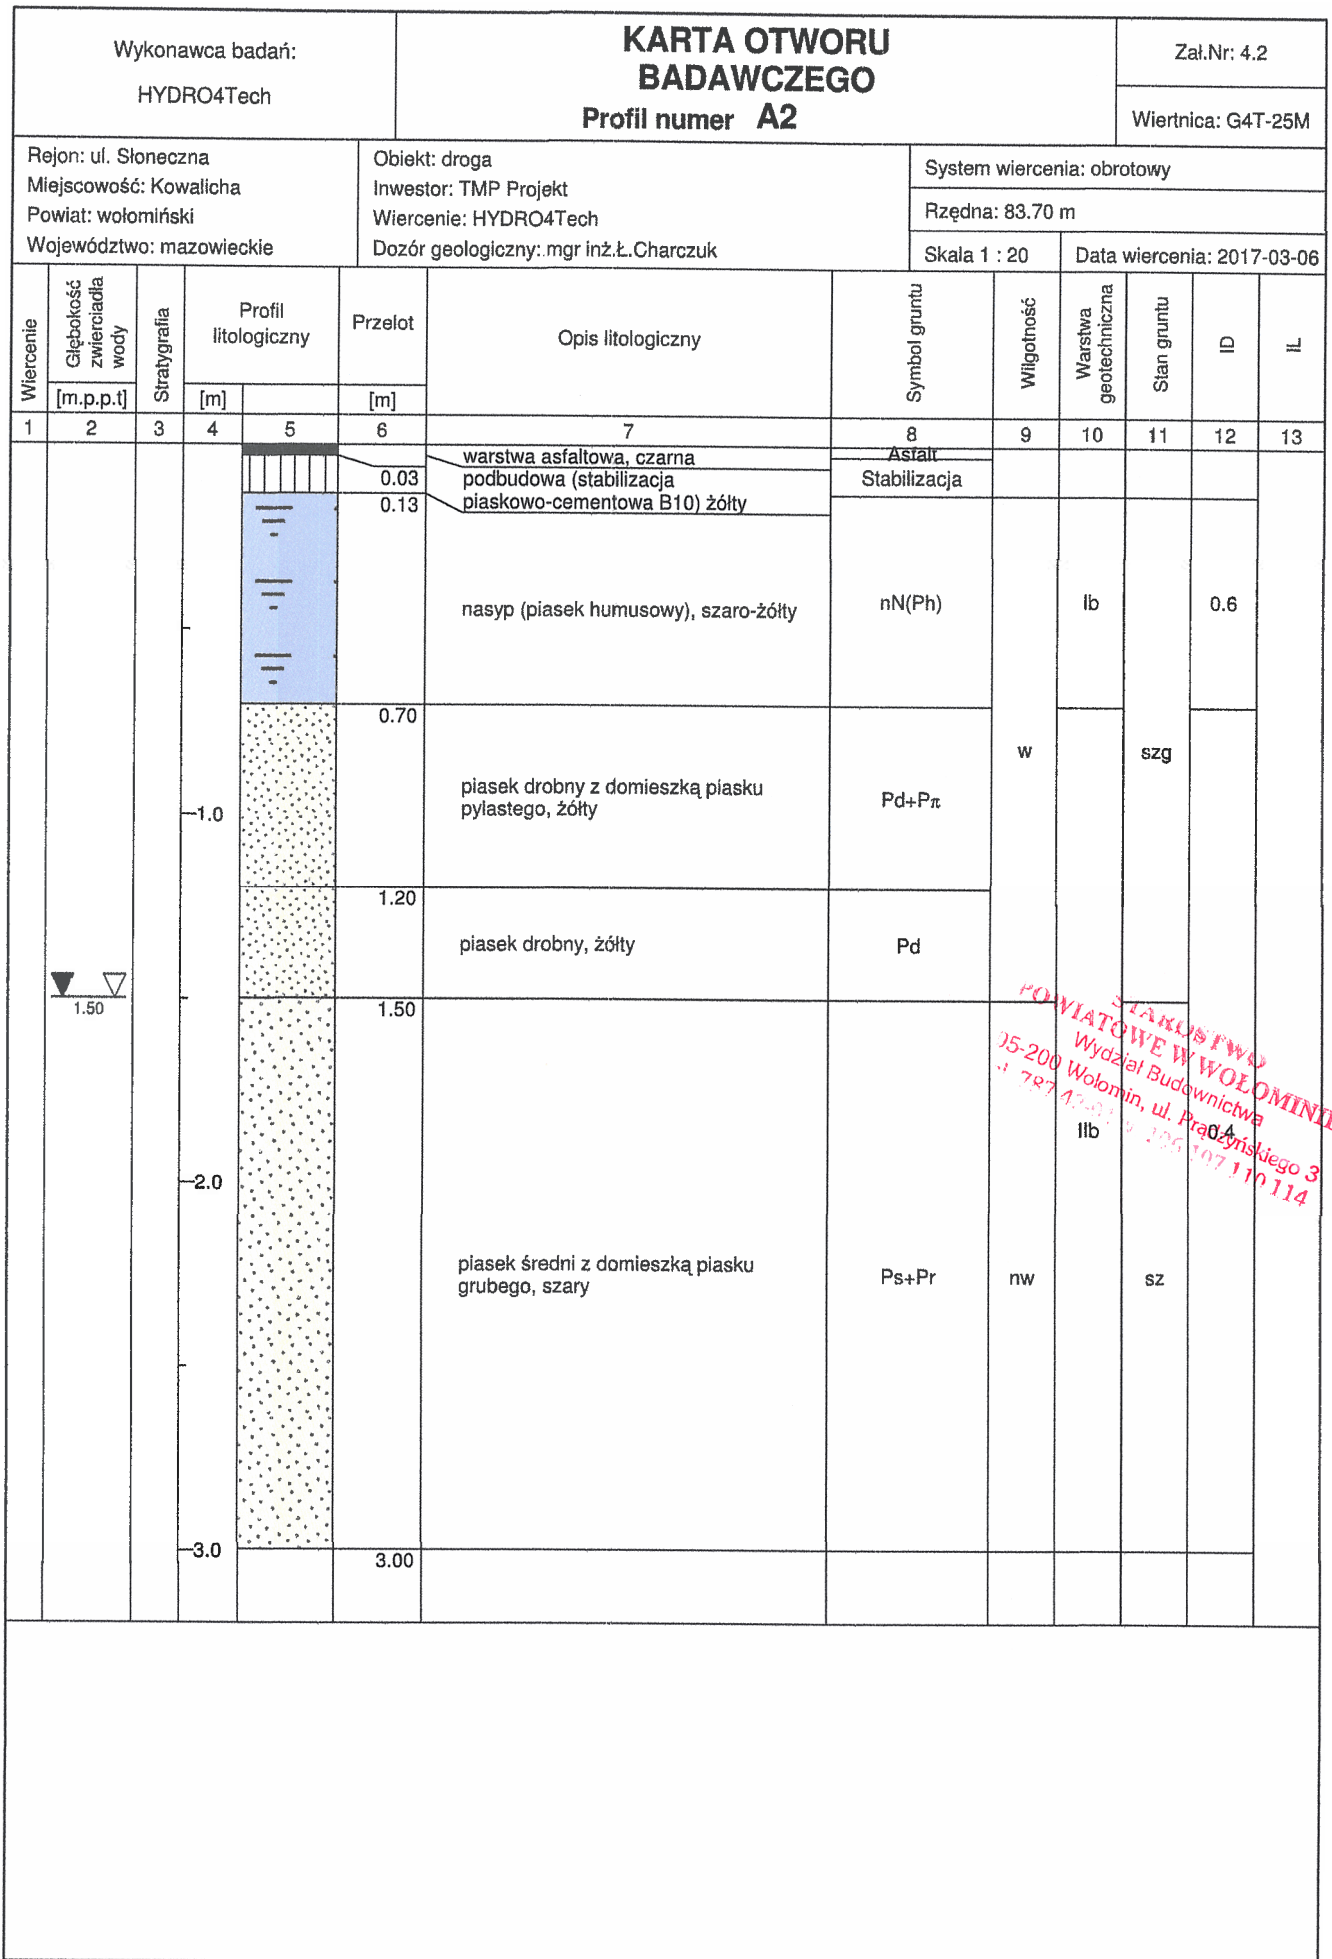 Wykonawca badań:
HYDRO4Tech
KARTA OTWORU
BADAWCZEGO
Profil numer A2
Zał.Nr: 4.2
Wiertnica: G4T-25M
Rejon: ul. Słoneczna
Miejscowość: Kowalicha
Powiat: wołomiński
Województwo: mazowieckie
Obiekt: droga
Inwestor: TMP Projekt
Wiercenie: HYDRO4Tech
Dozór geologiczny: mgr inż.Ł.Charczuk
System wiercenia: obrotowy
Rzędna: 83.70 m
Skala 1 : 20
Data wiercenia: 2017-03-06
Wiercenie
Głębokość
zwierciadła
wody
[m.p.p.t]
Stratygrafia
Profil
litologiczny
[m]
Przelot
[m]
Opis litologiczny
Symbol gruntu
Wilgotność
Warstwa
geotechniczna
Stan gruntu
ID
IL
1 2 3 4 5 6 7 8 9 10 11 12 13
warstwa asfaltowa, czarna
Asfalt
0.03
podbudowa (stabilizacja
piaskowo-cementowa B10) żółty
Stabilizacja
0.13
nasyp (piasek humusowy), szaro-żółty
nN(Ph)
Ib
0.6
0.70
w
szg
piasek drobny z domieszką piasku
pylastego, żółty
Pd+Pπ
1.0
1.20
piasek drobny, żółty
Pd
1.50
1.50
STAROSTWO
POWIATOWE W WOŁOMINIE
Wydział Budownictwa
05-200 Wołomin, ul. Prądzyńskiego 3
107 110 114
IIb
0.4
2.0
piasek średni z domieszką piasku
grubego, szary
Ps+Pr
nw
sz
3.0
3.00